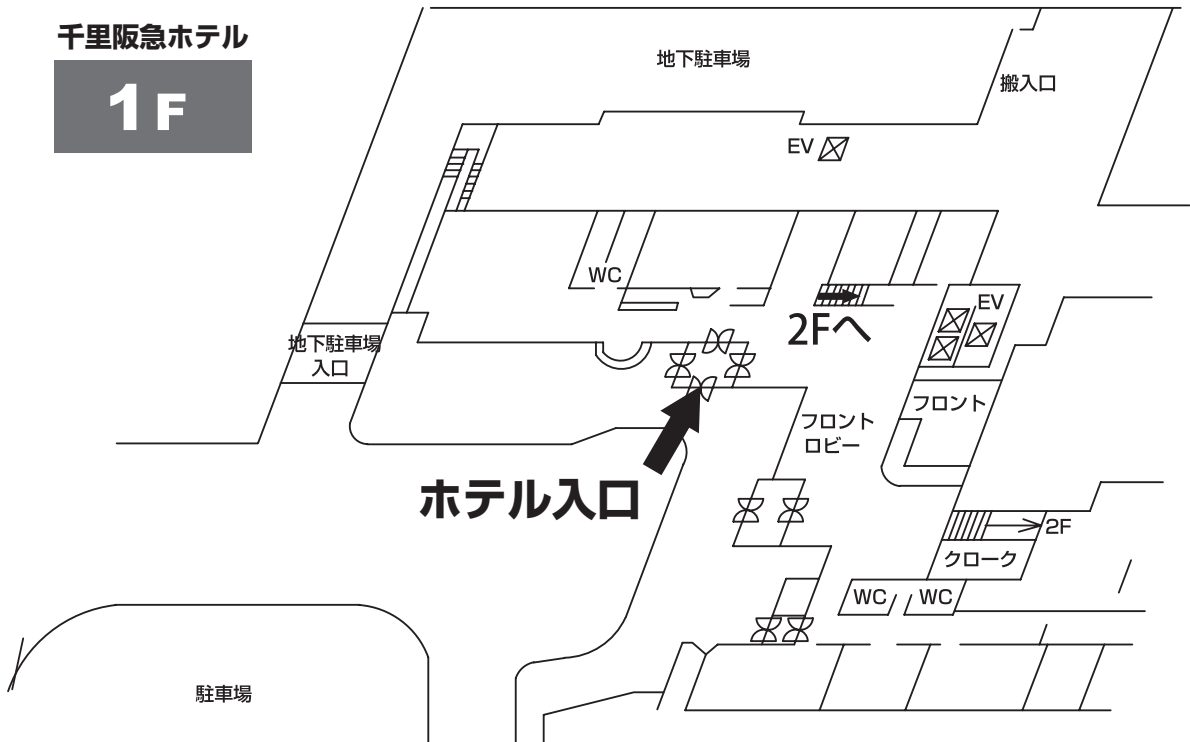 千里阪急ホテル
1F
地下駐車場
搬入口
EV
WC
EV
2Fへ
地下駐車場
入口
フロント
フロント
ロビー
ホテル入口
2F
クローク
WC
WC
駐車場